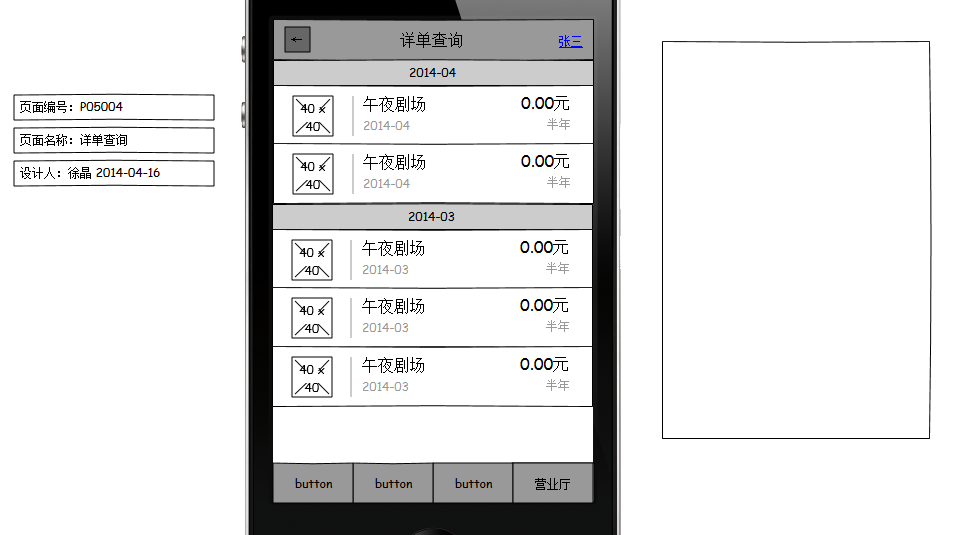 页面编号：P05004
页面名称：详单查询
设计人：徐晶 2014-04-16
← 详单查询 张三
2014-04
40 x 40
午夜剧场 0.00元
2014-04 半年
40 x 40
午夜剧场 0.00元
2014-04 半年
2014-03
40 x 40
午夜剧场 0.00元
2014-03 半年
40 x 40
午夜剧场 0.00元
2014-03 半年
40 x 40
午夜剧场 0.00元
2014-03 半年
button button button 营业厅